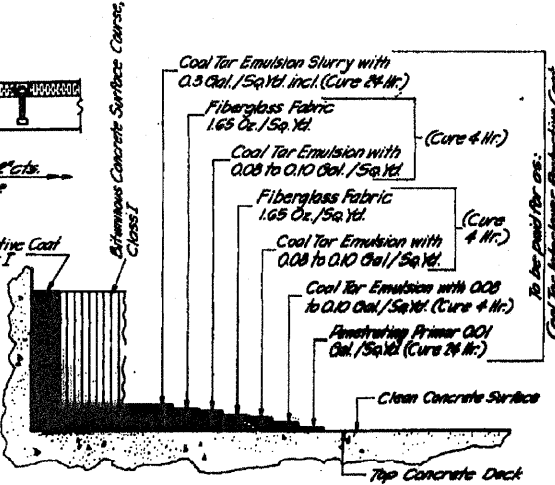 Coal Tar Emulsion Slurry with
0.3 Gal./Sq.Yd. incl. (Cure 24 Hr.)
Fiberglass Fabric
1.65 Oz./Sq.Yd.
Coal Tar Emulsion with
0.08 to 0.10 Gal./Sq.Yd.
(Cure 4 Hr.)
Fiberglass Fabric
1.65 Oz./Sq.Yd.
Coal Tar Emulsion with
0.08 to 0.10 Gal/Sq.Yd.
(Cure
4 Hr.)
Coal Tar Emulsion with 0.08
to 0.10 Gal./Sq.Yd. (Cure 4 Hr.)
Penetrating Primer 0.01
Gal./Sq.Yd. (Cure 24 Hr.)
Clean Concrete Surface
Top Concrete Deck
Bituminous Concrete Surface Course,
Class I
cts.
Coat
I
To be paid for as:
Coal Tar